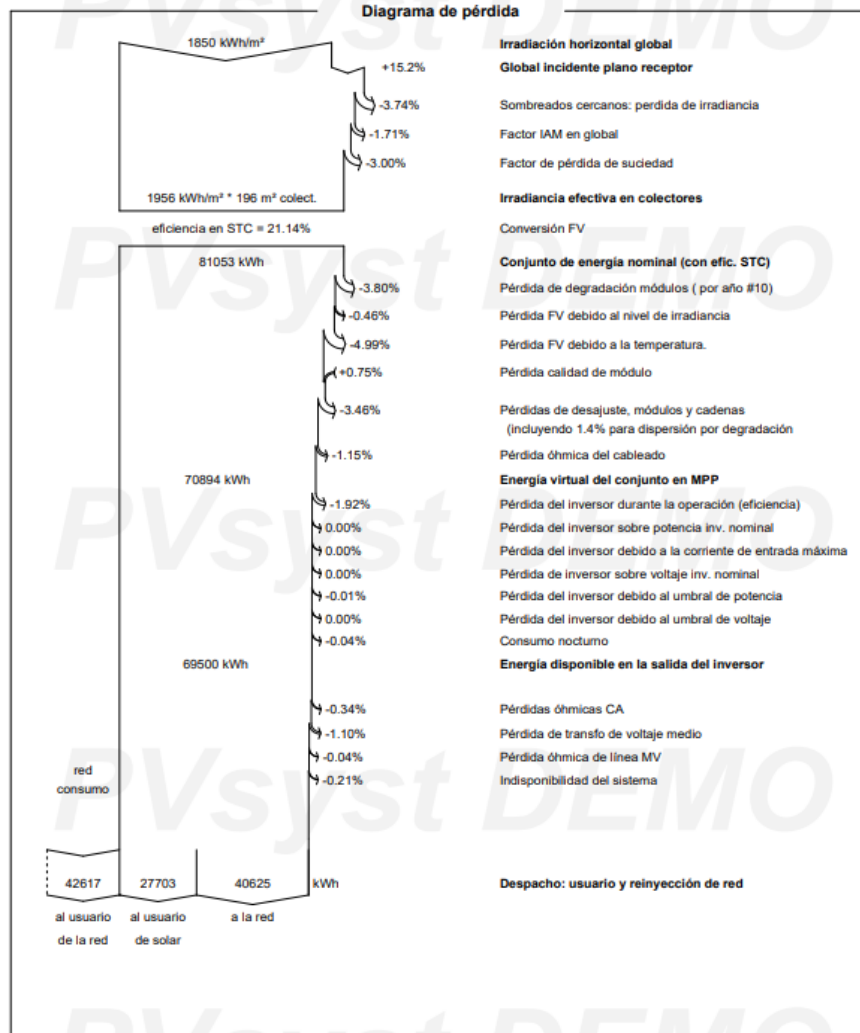 Diagrama de pérdida
1850 kWh/m² Irradiación horizontal global
+15.2% Global incidente plano receptor
-3.74% Sombreados cercanos: perdida de irradiancia
-1.71% Factor IAM en global
-3.00% Factor de pérdida de suciedad
1956 kWh/m² * 196 m² colect. Irradiancia efectiva en colectores
eficiencia en STC = 21.14% Conversión FV
PVsyst DEMO
81053 kWh Conjunto de energía nominal (con efic. STC)
-3.80% Pérdida de degradación módulos ( por año #10)
-0.46% Pérdida FV debido al nivel de irradiancia
-4.99% Pérdida FV debido a la temperatura.
+0.75% Pérdida calidad de módulo
-3.46% Pérdidas de desajuste, módulos y cadenas
(incluyendo 1.4% para dispersión por degradación
-1.15% Pérdida óhmica del cableado
70894 kWh Energía virtual del conjunto en MPP
-1.92% Pérdida del inversor durante la operación (eficiencia)
0.00% Pérdida del inversor sobre potencia inv. nominal
PVsyst DEMO
0.00% Pérdida del inversor debido a la corriente de entrada máxima
0.00% Pérdida de inversor sobre voltaje inv. nominal
-0.01% Pérdida del inversor debido al umbral de potencia
0.00% Pérdida del inversor debido al umbral de voltaje
-0.04% Consumo nocturno
69500 kWh Energía disponible en la salida del inversor
-0.34% Pérdidas óhmicas CA
-1.10% Pérdida de transfo de voltaje medio
-0.04% Pérdida óhmica de línea MV
red
-0.21% Indisponibilidad del sistema
consumo
PVsyst DEMO
42617 27703 40625 kWh Despacho: usuario y reinyección de red
al usuario al usuario a la red
de la red de solar